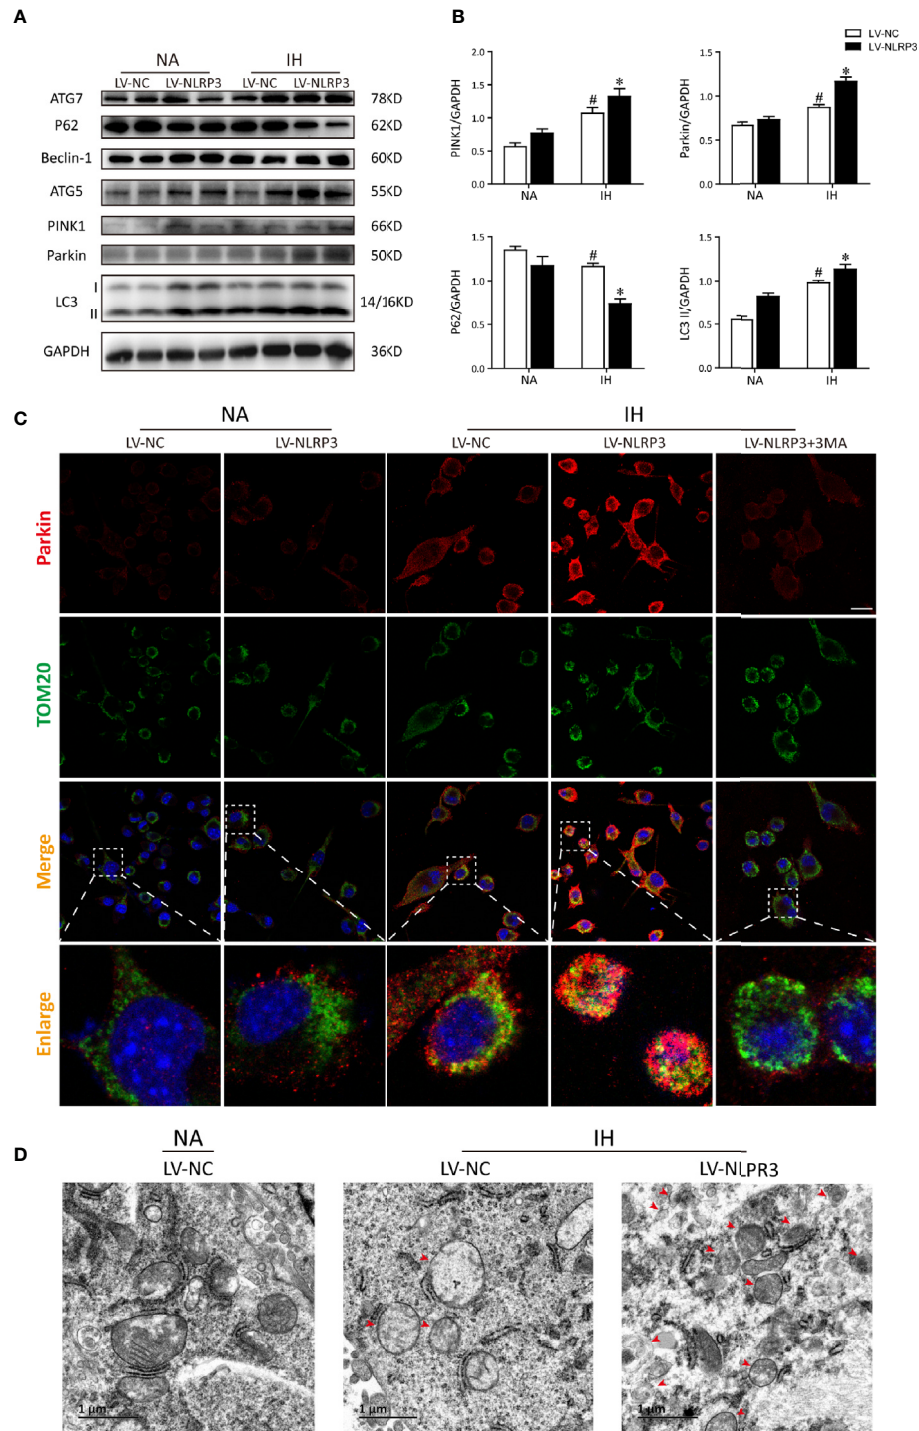 A
NA IH
LV-NC LV-NLRP3 LV-NC LV-NLRP3
ATG7 78KD
P62 62KD
Beclin-1 60KD
ATG5 55KD
PINK1 66KD
Parkin 50KD
LC3 I II 14/16KD
GAPDH 36KD
B
LV-NC
LV-NLRP3
PINK1/GAPDH
2.0
1.5
1.0
0.5
0.0
# *
NA IH
Parkin/GAPDH
1.5
1.0
0.5
0.0
# *
NA IH
P62/GAPDH
1.5
1.0
0.5
0.0
# *
NA IH
LC3 II/GAPDH
1.5
1.0
0.5
0.0
# *
NA IH
C
NA IH
LV-NC LV-NLRP3 LV-NC LV-NLRP3 LV-NLRP3+3MA
Parkin
TOM20
Merge
Enlarge
D
NA IH
LV-NC LV-NC LV-NLPR3
1 μm 1 μm 1 μm